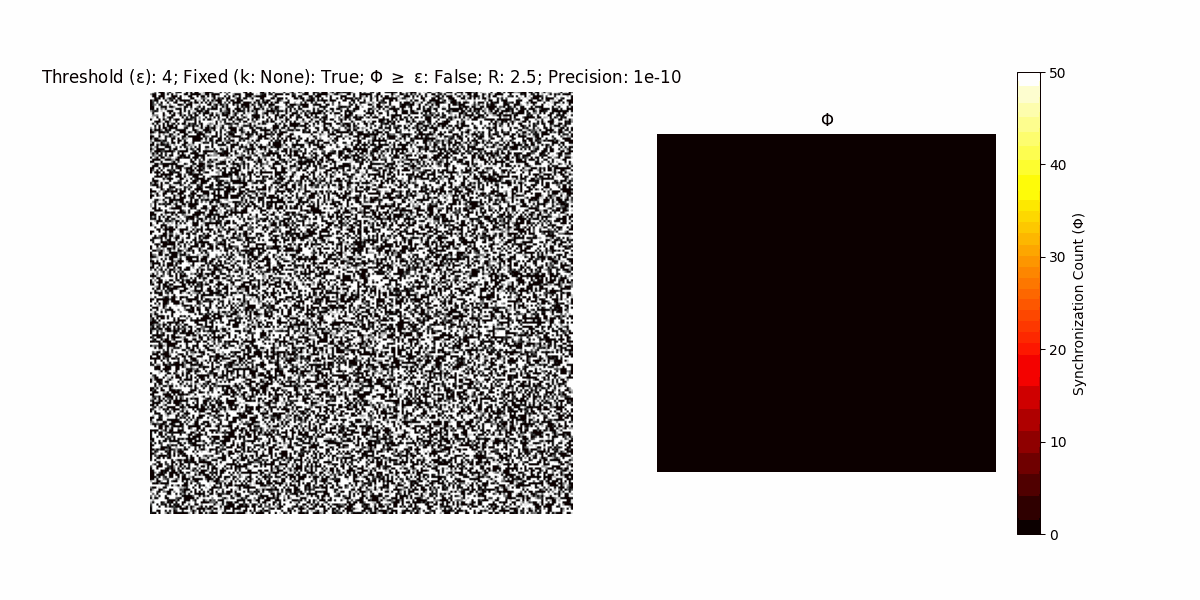 Threshold (ε): 4; Fixed (k: None): True; Φ ≥ ε: False; R: 2.5; Precision: 1e-10
Φ
50
40
30
20
10
0
Synchronization Count (Φ)